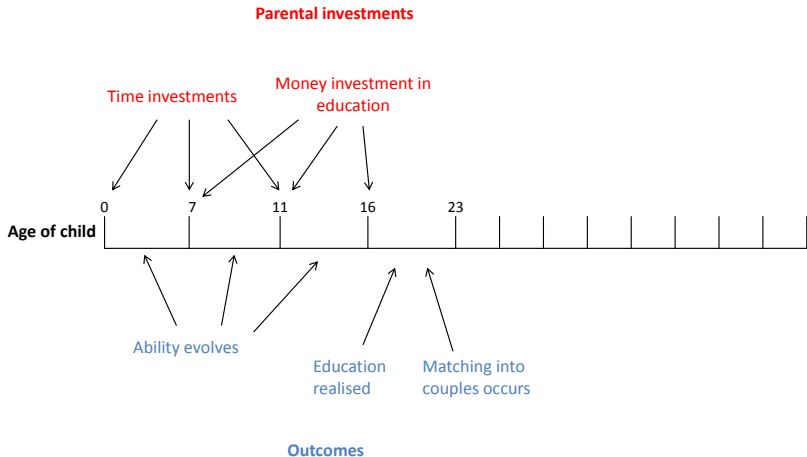 Parental investments
Time investments
Money investment in
education
0
7
11
16
23
Age of child
Ability evolves
Education
realised
Matching into
couples occurs
Outcomes